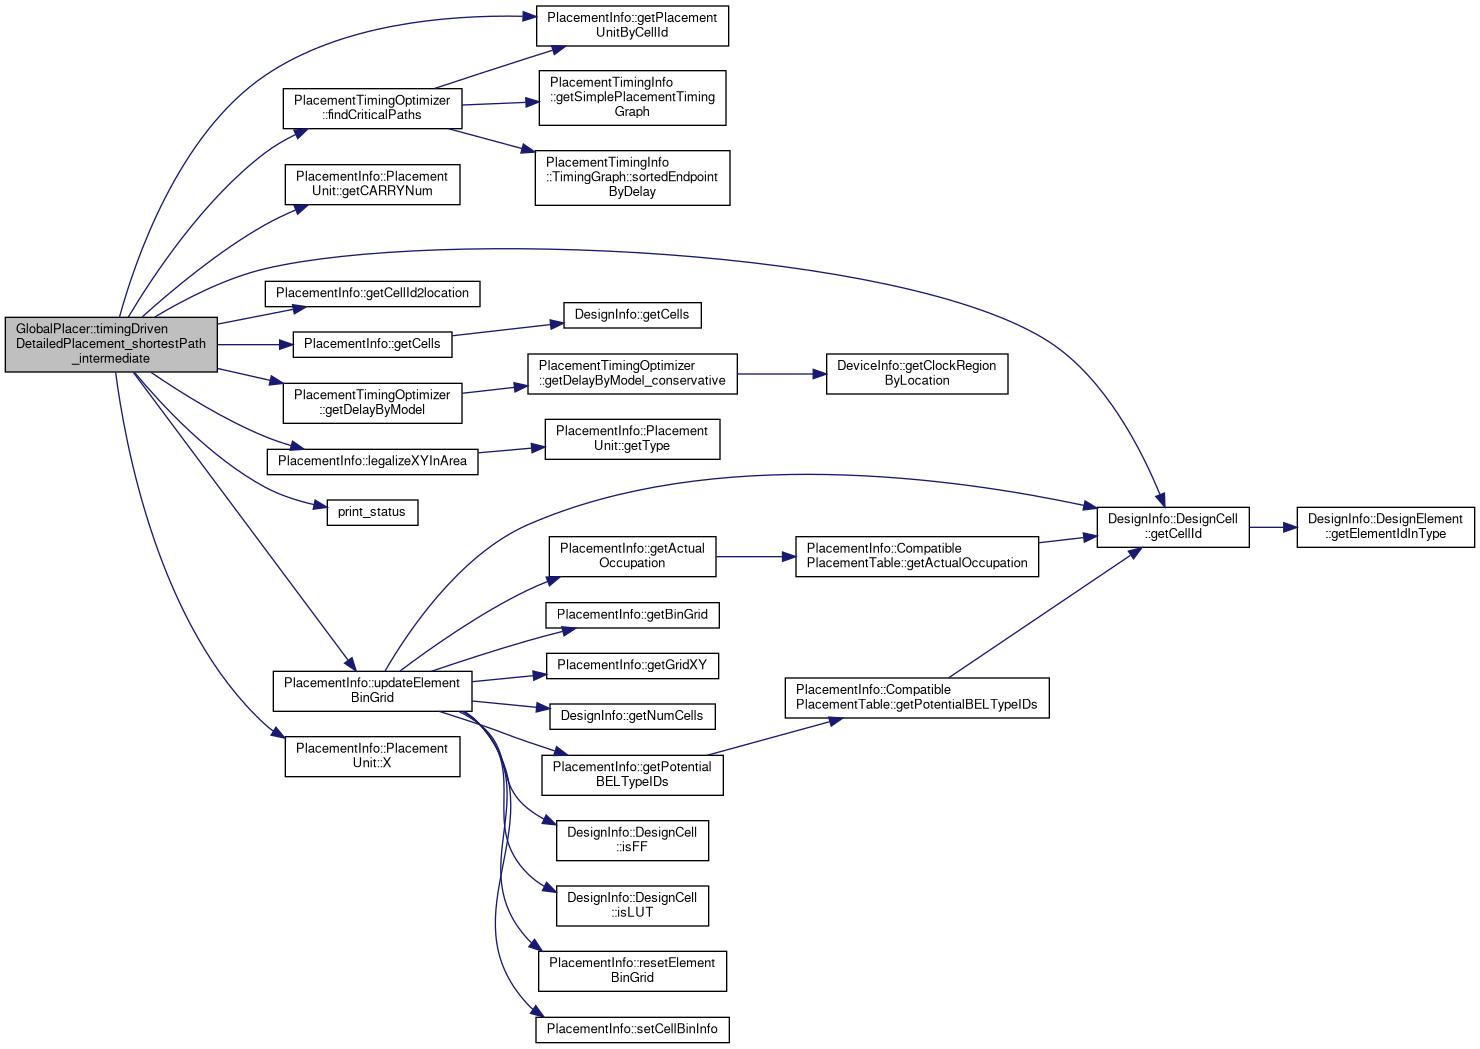 GlobalPlacer::timingDriven
DetailedPlacement_shortestPath
_intermediate
PlacementInfo::getPlacement
UnitByCellId
PlacementTimingOptimizer
::findCriticalPaths
PlacementTimingInfo
::getSimplePlacementTiming
Graph
PlacementTimingInfo
::TimingGraph::sortedEndpoint
ByDelay
PlacementInfo::Placement
Unit::getCARRYNum
PlacementInfo::getCellId2location
PlacementInfo::getCells
DesignInfo::getCells
PlacementTimingOptimizer
::getDelayByModel
PlacementTimingOptimizer
::getDelayByModel_conservative
DeviceInfo::getClockRegion
ByLocation
PlacementInfo::legalizeXYInArea
PlacementInfo::Placement
Unit::getType
print_status
DesignInfo::DesignCell
::getCellId
DesignInfo::DesignElement
::getElementIdInType
PlacementInfo::updateElement
BinGrid
PlacementInfo::getActual
Occupation
PlacementInfo::Compatible
PlacementTable::getActualOccupation
PlacementInfo::getBinGrid
PlacementInfo::getGridXY
DesignInfo::getNumCells
PlacementInfo::getPotential
BELTypeIDs
PlacementInfo::Compatible
PlacementTable::getPotentialBELTypeIDs
DesignInfo::DesignCell
::isFF
DesignInfo::DesignCell
::isLUT
PlacementInfo::resetElement
BinGrid
PlacementInfo::setCellBinInfo
PlacementInfo::Placement
Unit::X